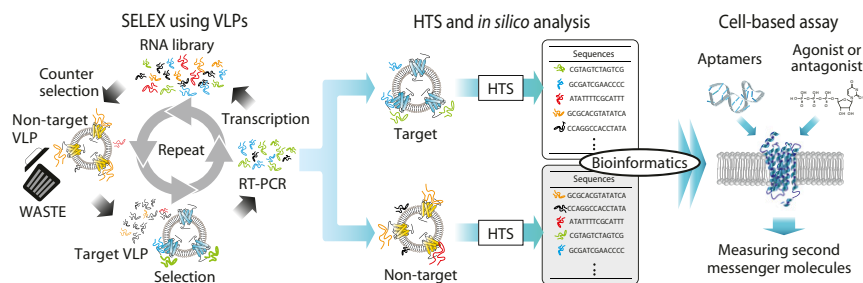 SELEX using VLPs
RNA library
Counter
selection
Non-target
VLP
WASTE
Repeat
Transcription
RT-PCR
Target VLP
Selection
HTS and in silico analysis
Target
HTS
Sequences
CGTAGTCTAGTCG
GCGATCGAACCCC
ATATTTTCGCATTT
GCGCACGTATATCA
CCAGGCCACCTATA
Bioinformatics
Non-target
HTS
Sequences
GCGCACGTATATCA
CCAGGCCACCTATA
ATATTTTCGCATTT
CGTAGTCTAGTCG
GCGATCGAACCCC
Cell-based assay
Aptamers
Agonist or
antagonist
Measuring second
messenger molecules